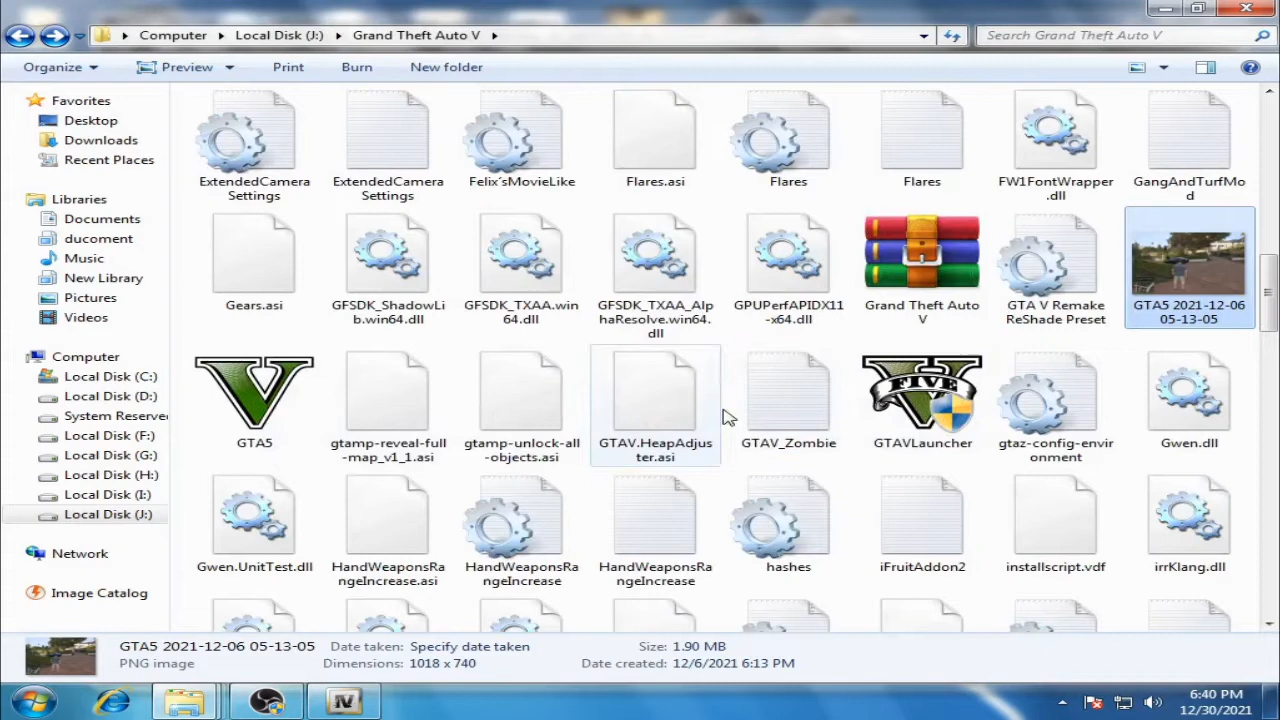 Computer Local Disk (J:) Grand Theft Auto V
Search Grand Theft Auto V
Organize Preview Print Burn New folder
Favorites
Desktop
Downloads
Recent Places
Libraries
Documents
ducoment
Music
New Library
Pictures
Videos
Computer
Local Disk (C:)
Local Disk (D:)
System Reserve
Local Disk (F:)
Local Disk (G:)
Local Disk (H:)
Local Disk (I:)
Local Disk (J:)
Network
Image Catalog
ExtendedCamera
Settings
ExtendedCamera
Settings
Felix´sMovieLike
Flares.asi
Flares
Flares
FW1FontWrapper
.dll
GangAndTurfMo
d
Gears.asi
GFSDK_ShadowLi
b.win64.dll
GFSDK_TXAA.win
64.dll
GFSDK_TXAA_Alp
haResolve.win64.
dll
GPUPerfAPIDX11
-x64.dll
Grand Theft Auto
V
GTA V Remake
ReShade Preset
GTA5 2021-12-06
05-13-05
GTA5
gtamp-reveal-full
-map_v1_1.asi
gtamp-unlock-all
-objects.asi
GTAV.HeapAdjus
ter.asi
GTAV_Zombie
FIVE
GTAVLauncher
gtaz-config-envir
onment
Gwen.dll
Gwen.UnitTest.dll
HandWeaponsRa
ngeIncrease.asi
HandWeaponsRa
ngeIncrease
HandWeaponsRa
ngeIncrease
hashes
iFruitAddon2
installscript.vdf
irrKlang.dll
GTA5 2021-12-06 05-13-05 Date taken: Specify date taken Size: 1.90 MB
PNG image Dimensions: 1018 x 740 Date created: 12/6/2021 6:13 PM
6:40 PM
12/30/2021